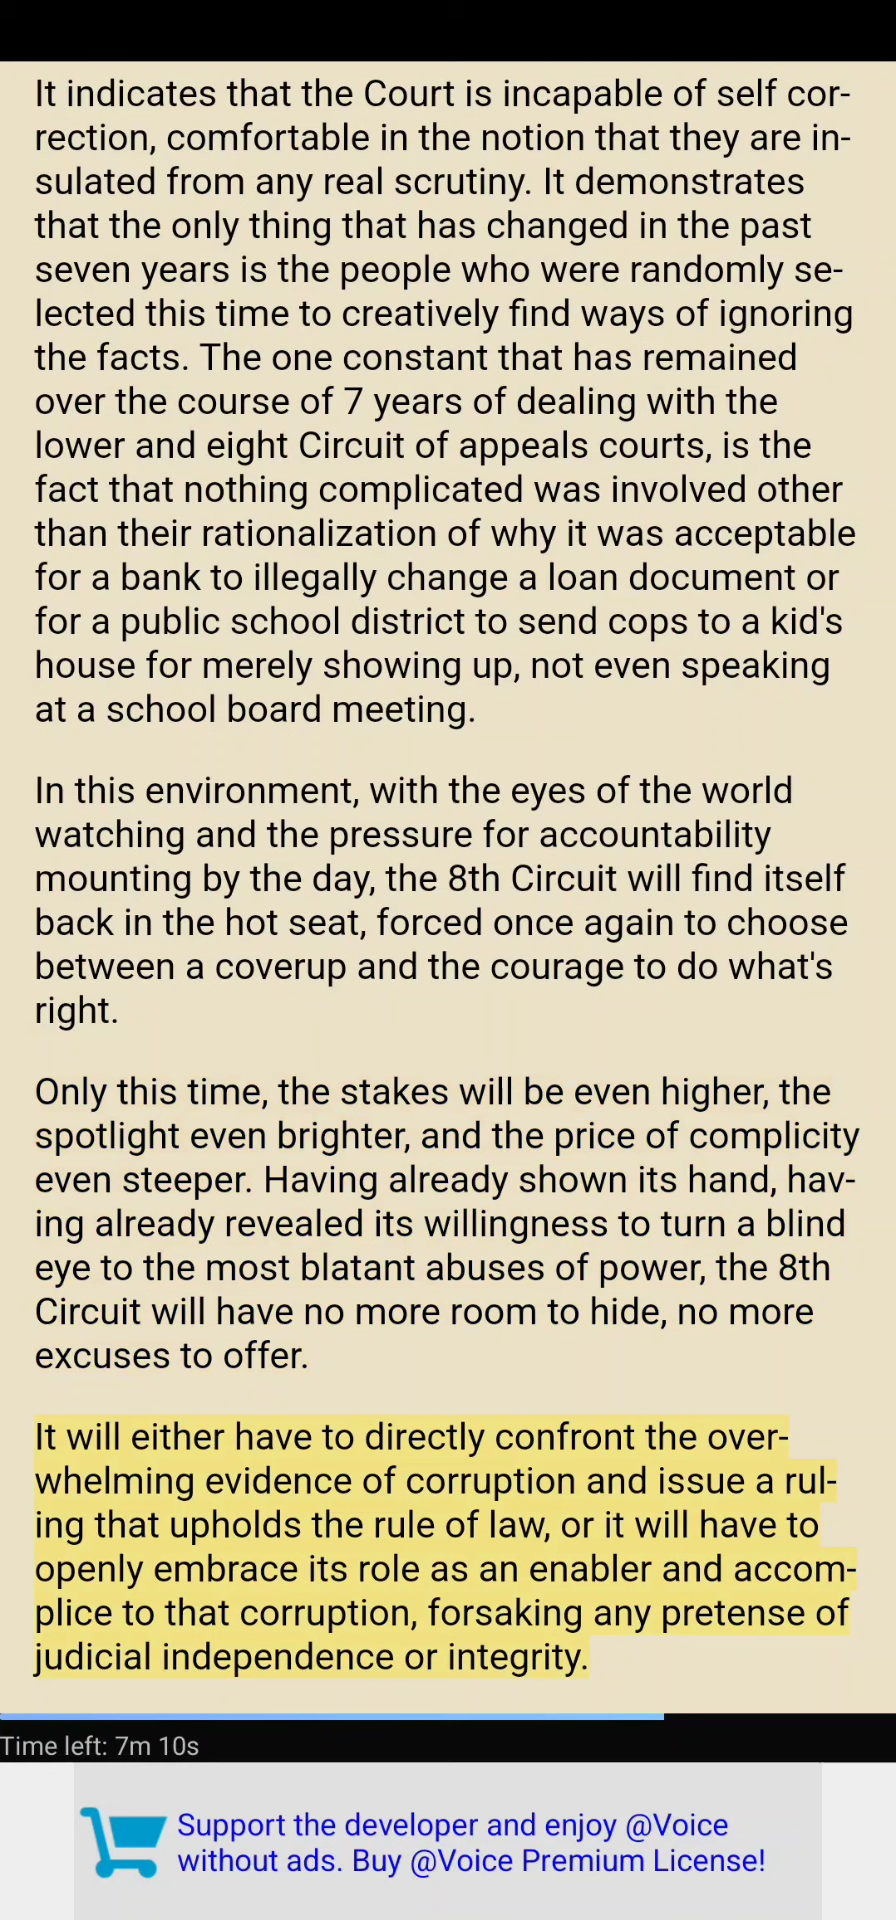 It indicates that the Court is incapable of self cor-
rection, comfortable in the notion that they are in-
sulated from any real scrutiny. It demonstrates
that the only thing that has changed in the past
seven years is the people who were randomly se-
lected this time to creatively find ways of ignoring
the facts. The one constant that has remained
over the course of 7 years of dealing with the
lower and eight Circuit of appeals courts, is the
fact that nothing complicated was involved other
than their rationalization of why it was acceptable
for a bank to illegally change a loan document or
for a public school district to send cops to a kid's
house for merely showing up, not even speaking
at a school board meeting.
In this environment, with the eyes of the world
watching and the pressure for accountability
mounting by the day, the 8th Circuit will find itself
back in the hot seat, forced once again to choose
between a coverup and the courage to do what's
right.
Only this time, the stakes will be even higher, the
spotlight even brighter, and the price of complicity
even steeper. Having already shown its hand, hav-
ing already revealed its willingness to turn a blind
eye to the most blatant abuses of power, the 8th
Circuit will have no more room to hide, no more
excuses to offer.
It will either have to directly confront the over-
whelming evidence of corruption and issue a rul-
ing that upholds the rule of law, or it will have to
openly embrace its role as an enabler and accom-
plice to that corruption, forsaking any pretense of
judicial independence or integrity.
Time left: 7m 10s
Support the developer and enjoy @Voice
without ads. Buy @Voice Premium License!